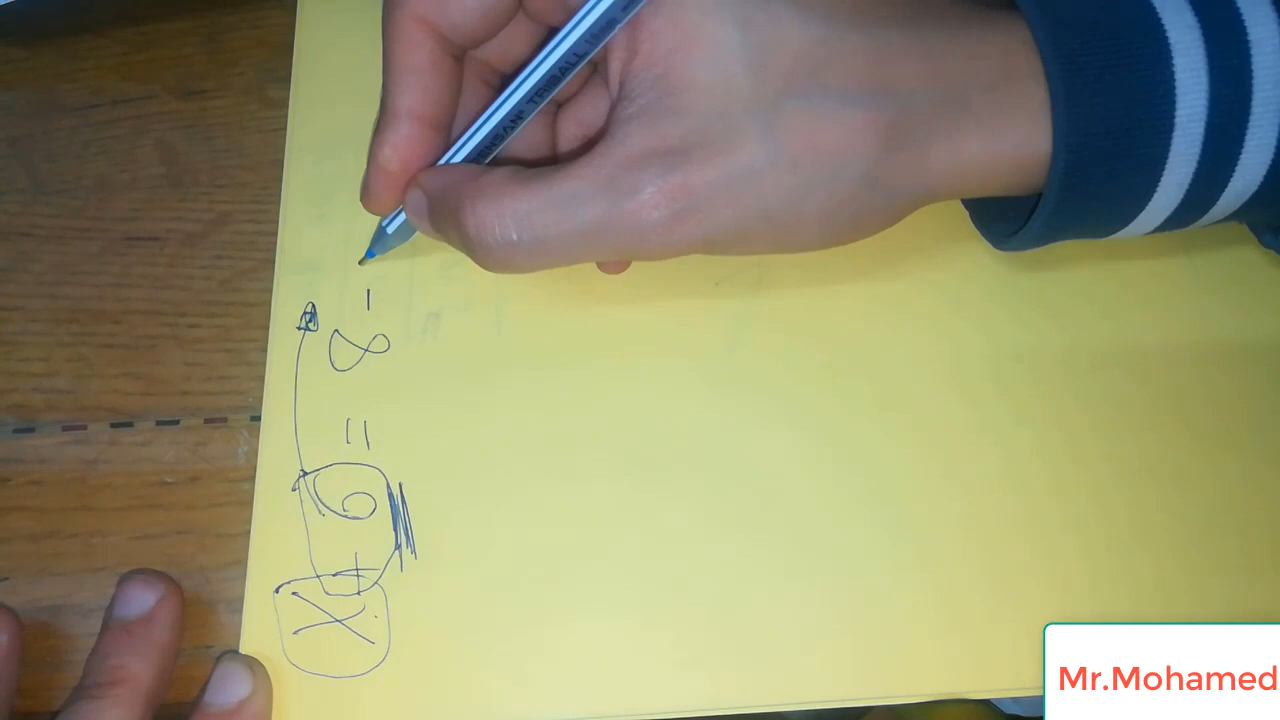 X + 6 = 8 -
TRIBALL
Mr.Mohamed